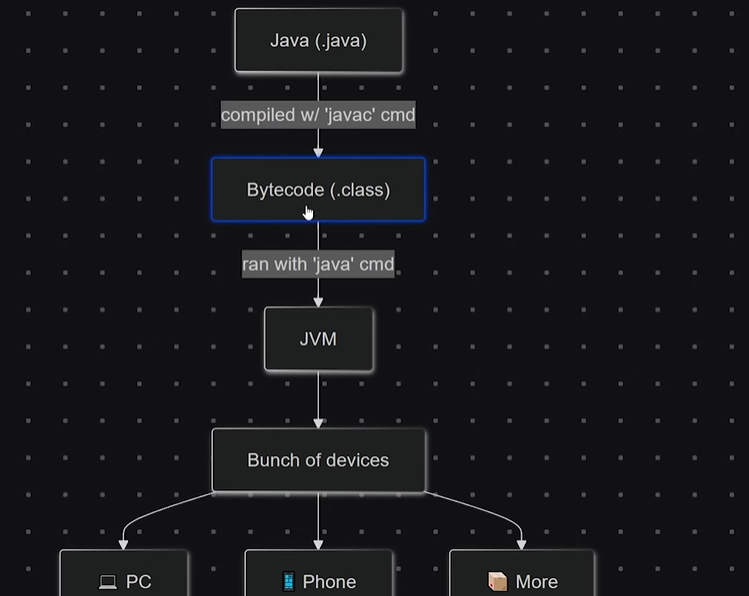 Java (.java)
compiled w/ 'javac' cmd
Bytecode (.class)
ran with 'java' cmd
JVM
Bunch of devices
PC
Phone
More